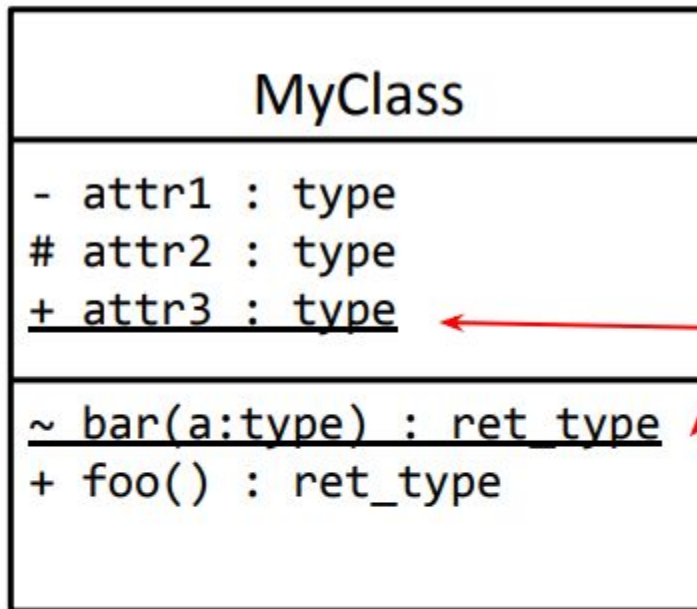 MyClass
- attr1 : type
# attr2 : type
+ attr3 : type
~ bar(a:type) : ret_type
+ foo() : ret_type